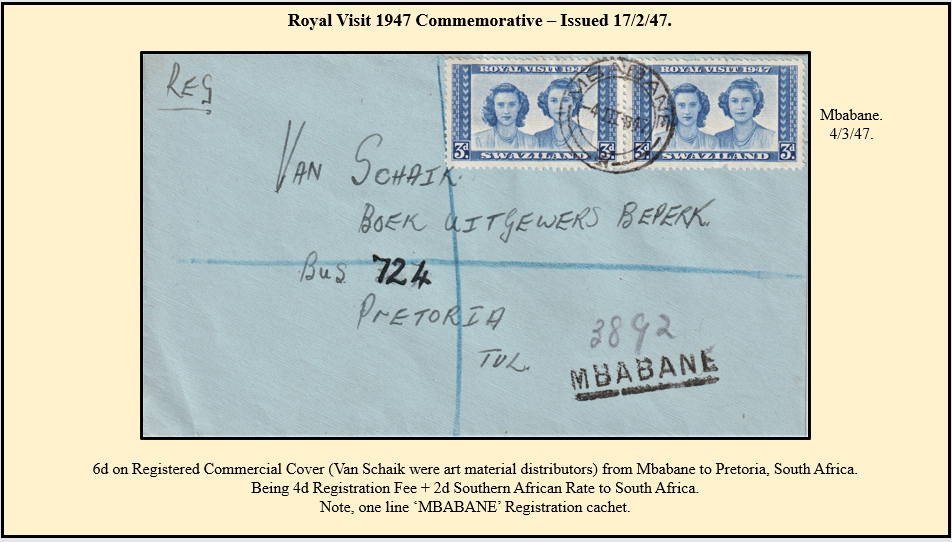 Royal Visit 1947 Commemorative – Issued 17/2/47.
REG
ROYAL VISIT 1947
3d. SWAZILAND 3d.
ROYAL VISIT 1947
3d. SWAZILAND 3d.
MBABANE
Mbabane.
4/3/47.
VAN SCHAIK.
BOEK UITGEWERS BEPERK.
BUS 724
PRETORIA
TVL.
3892
MBABANE
6d on Registered Commercial Cover (Van Schaik were art material distributors) from Mbabane to Pretoria, South Africa.
Being 4d Registration Fee + 2d Southern African Rate to South Africa.
Note, one line ‘MBABANE’ Registration cachet.